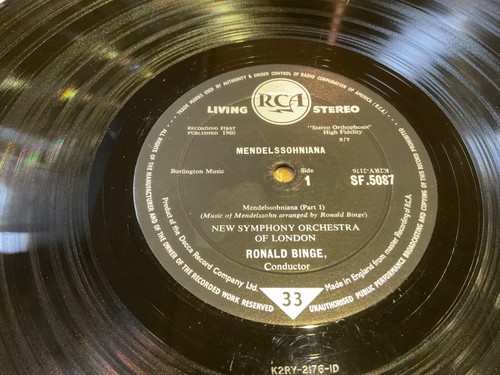 TRADE MARKS USED BY AUTHORITY & UNDER CONTROL OF RADIO CORPORATION OF AMERICA
RCA
LIVING STEREO
RECORDING FIRST
PUBLISHED 1960
"Stereo Orthophonic"
High Fidelity
R/T
MENDELSSOHNIANA
K2RY-2176
Burlington Music
Side
1
SF.5087
Mendelssohniana (Part 1)
(Music of Mendelssohn arranged by Ronald Binge)
NEW SYMPHONY ORCHESTRA
OF LONDON
RONALD BINGE,
Conductor
Product of the Decca Record Company Ltd.
Made in England from master Recording of R.C.A.
33
ALL RIGHTS OF THE MANUFACTURER AND OF THE OWNER OF THE RECORDED WORK RESERVED
UNAUTHORISED PUBLIC PERFORMANCE BROADCASTING AND COPYING OF THIS RECORD PROHIBITED
K2RY-2176-1D